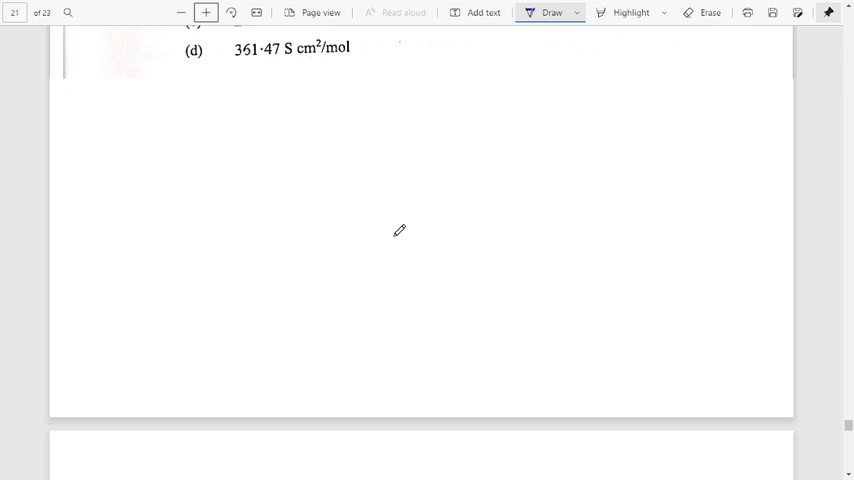 21 of 23 Page view Read aloud Add text Draw Highlight Erase
(d) 361·47 S cm²/mol